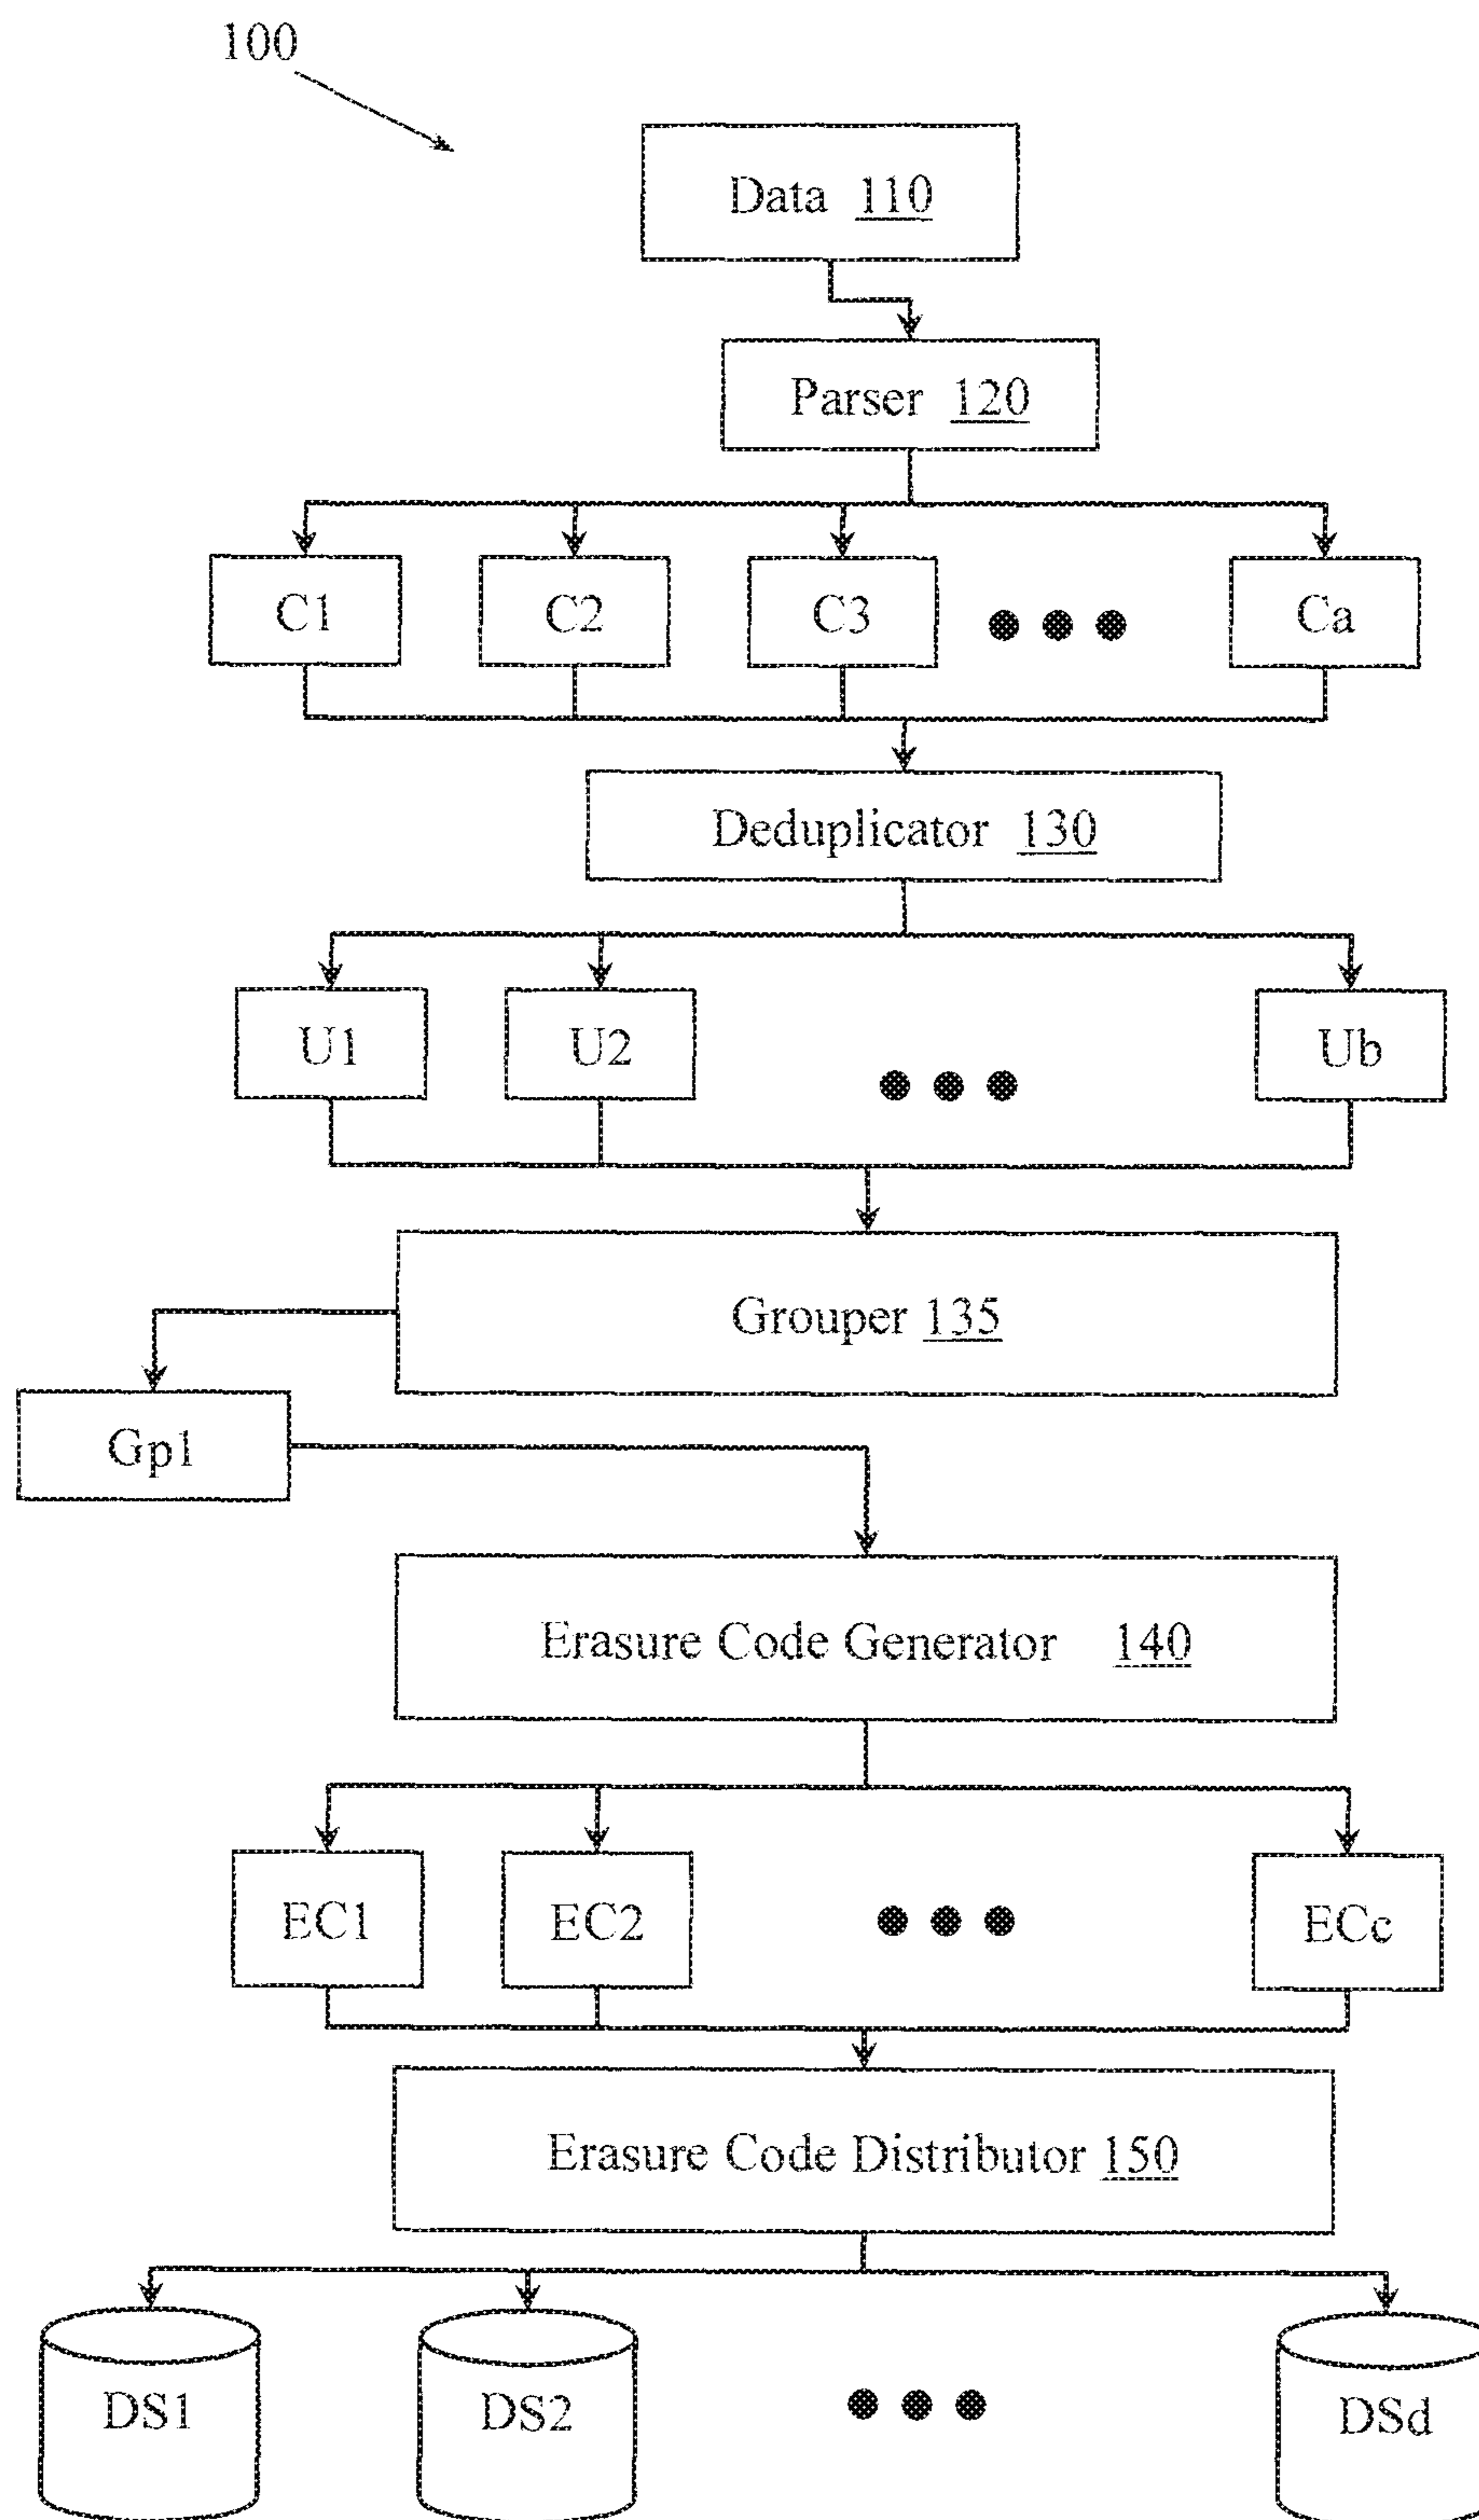 100
Data 110
Parser 120
C1 C2 C3 Ca
Deduplicator 130
U1 U2 Ub
Grouper 135
Gp1
Erasure Code Generator 140
EC1 EC2 ECc
Erasure Code Distributor 150
DS1 DS2 DSd